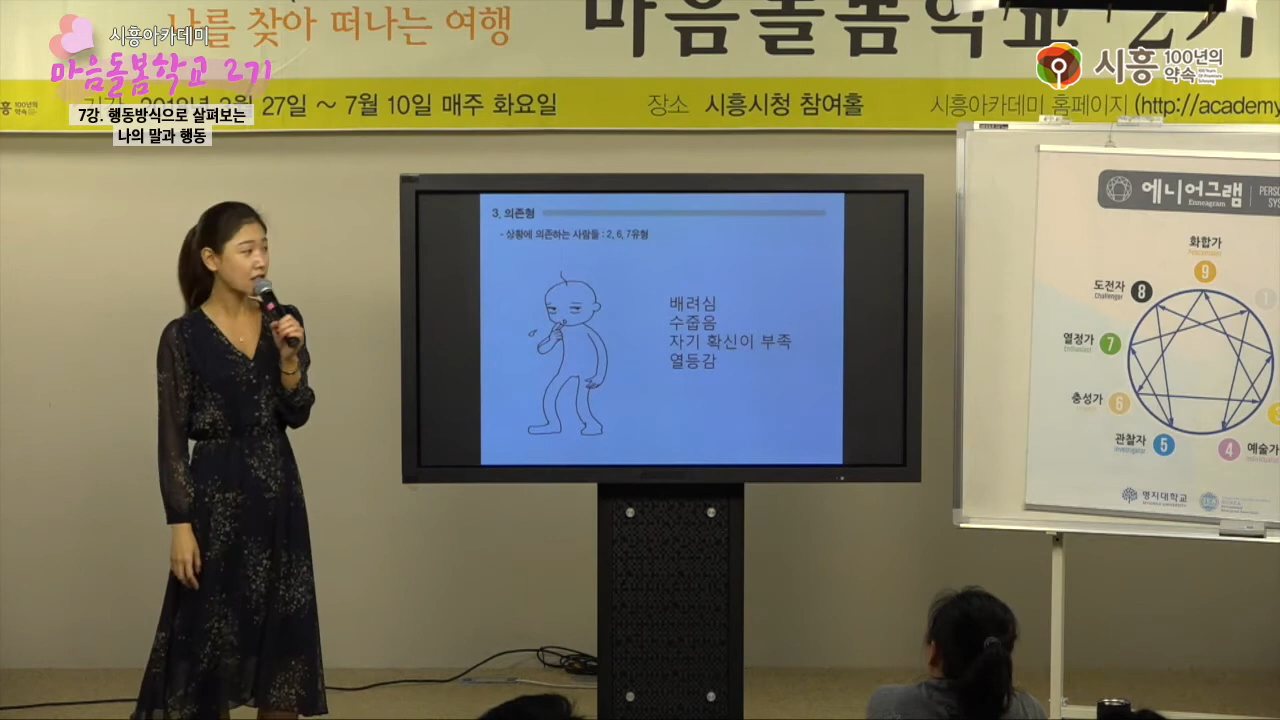 나를 찾아 떠나는 여행
마음돌봄학교 2기
시흥아카데미
마음돌봄학교 2기
7강. 행동방식으로 살펴보는
나의 말과 행동
시흥 100년의
약속
27일 ~ 7월 10일 매주 화요일
장소 시흥시청 참여홀
시흥아카데미 홈페이지 (http://academy
3. 의존형
- 상황에 의존하는 사람들 : 2, 6, 7유형
배려심
수줍음
자기 확신이 부족
열등감
에니어그램
Enneagram
화합가
9
도전자
Challenger
8
열정가
7
충성가
6
관찰자
5
4
예술가
명지대학교